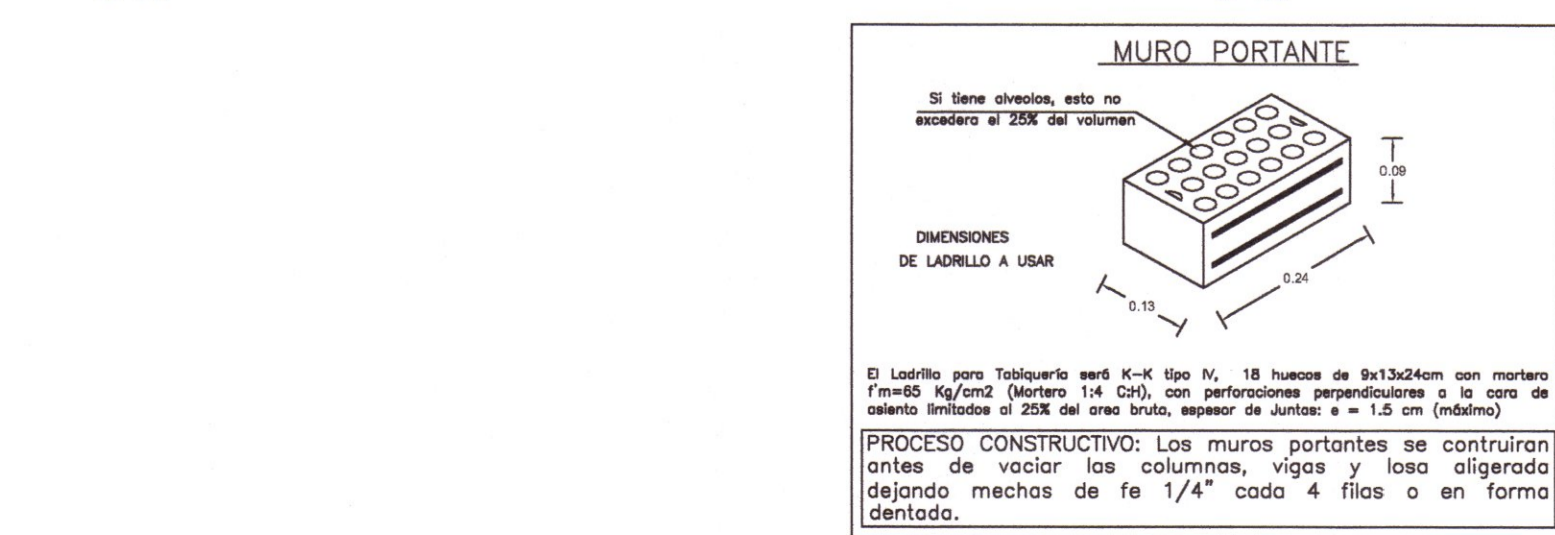 MURO PORTANTE
Si tiene alveolos, esto no
excedera el 25% del volumen
0.09
DIMENSIONES
DE LADRILLO A USAR
0.24
0.13
El Ladrillo para Tabiquería será K-K tipo IV, 18 huecos de 9x13x24cm con mortero
f'm=65 Kg/cm2 (Mortero 1:4 C:H), con perforaciones perpendiculares a la cara de
asiento limitados al 25% del area bruta, espesor de Juntas: e = 1.5 cm (máximo)
PROCESO CONSTRUCTIVO: Los muros portantes se contruiran
antes de vaciar las columnas, vigas y losa aligerada
dejando mechas de fe 1/4" cada 4 filas o en forma
dentada.